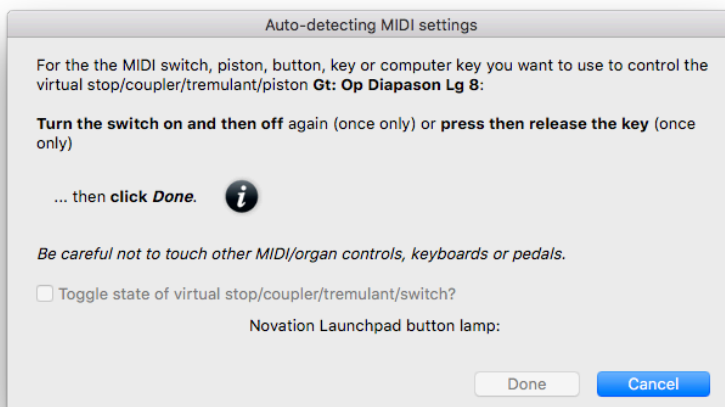 Auto-detecting MIDI settings
For the the MIDI switch, piston, button, key or computer key you want to use to control the
virtual stop/coupler/tremulant/piston Gt: Op Diapason Lg 8:
Turn the switch on and then off again (once only) or press then release the key (once
only)
... then click Done.
Be careful not to touch other MIDI/organ controls, keyboards or pedals.
Toggle state of virtual stop/coupler/tremulant/switch?
Novation Launchpad button lamp:
Done Cancel